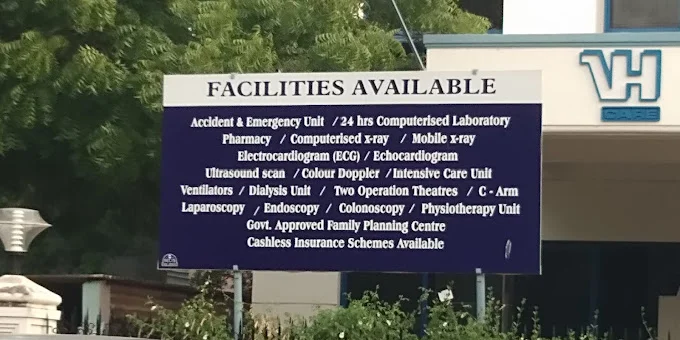 FACILITIES AVAILABLE
Accident & Emergency Unit / 24 hrs Computerised Laboratory
Pharmacy / Computerised x-ray / Mobile x-ray
Electrocardiogram (ECG) / Echocardiogram
Ultrasound scan / Colour Doppler / Intensive Care Unit
Ventilators / Dialysis Unit / Two Operation Theatres / C - Arm
Laparoscopy / Endoscopy / Colonoscopy / Physiotherapy Unit
Govt. Approved Family Planning Centre
Cashless Insurance Schemes Available
VH
CARE